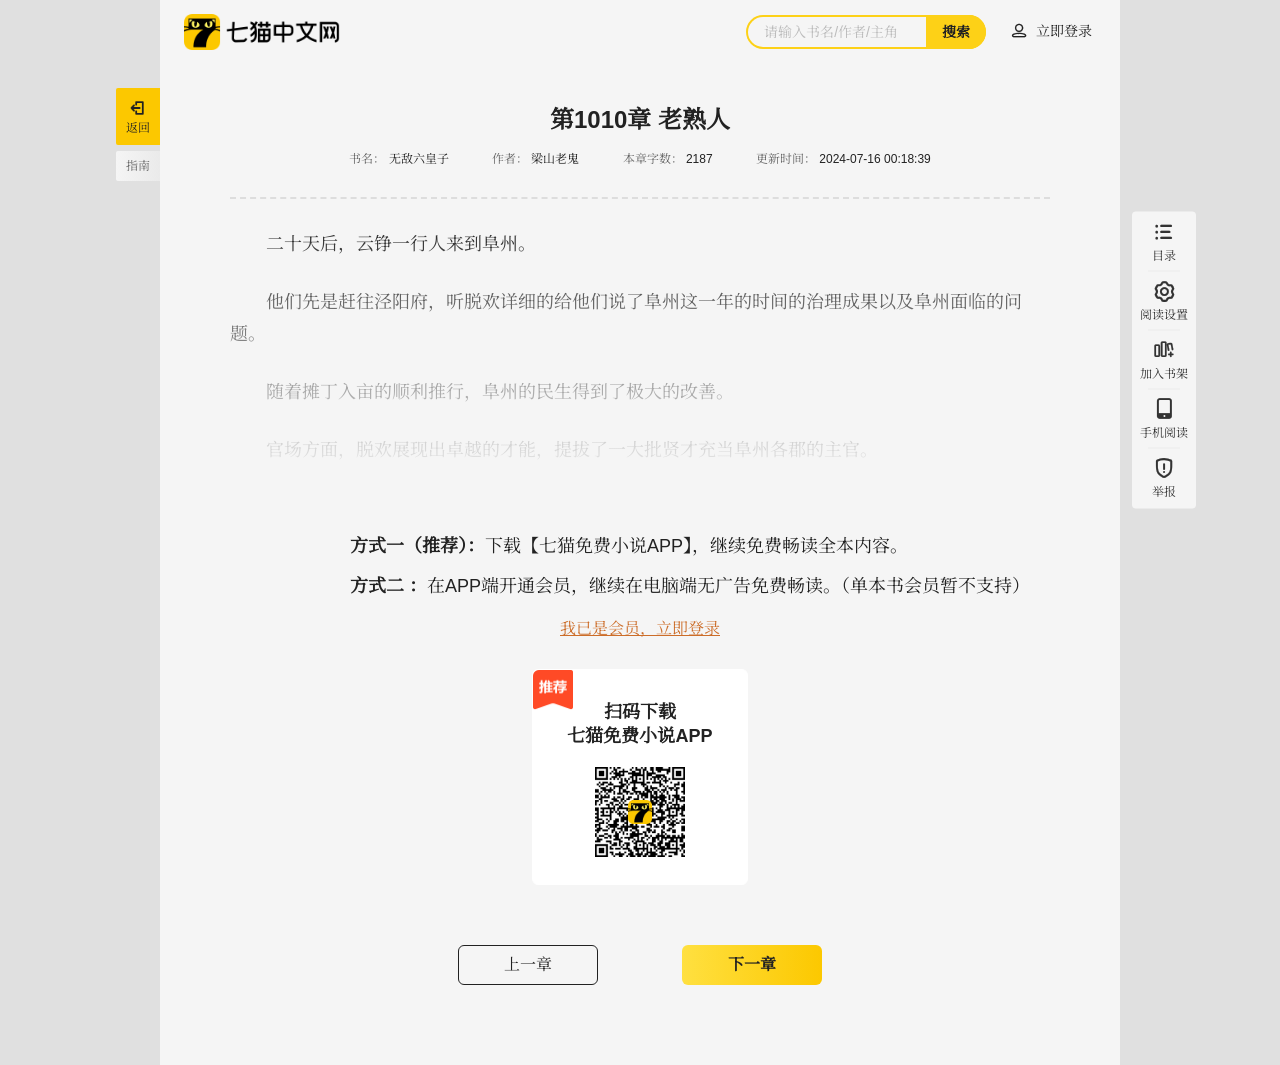 七猫中文网
请输入书名/作者/主角
搜索
立即登录
返回
指南
第1010章 老熟人
书名： 无敌六皇子 作者： 梁山老鬼 本章字数： 2187 更新时间： 2024-07-16 00:18:39
二十天后，云铮一行人来到阜州。
他们先是赶往泾阳府，听脱欢详细的给他们说了阜州这一年的时间的治理成果以及阜州面临的问
题。
随着摊丁入亩的顺利推行，阜州的民生得到了极大的改善。
官场方面，脱欢展现出卓越的才能，提拔了一大批贤才充当阜州各郡的主官。
目录
阅读设置
加入书架
手机阅读
举报
方式一（推荐）：下载【七猫免费小说APP】，继续免费畅读全本内容。
方式二 ： 在APP端开通会员，继续在电脑端无广告免费畅读。（单本书会员暂不支持）
我已是会员，立即登录
推荐
扫码下载
七猫免费小说APP
上一章
下一章